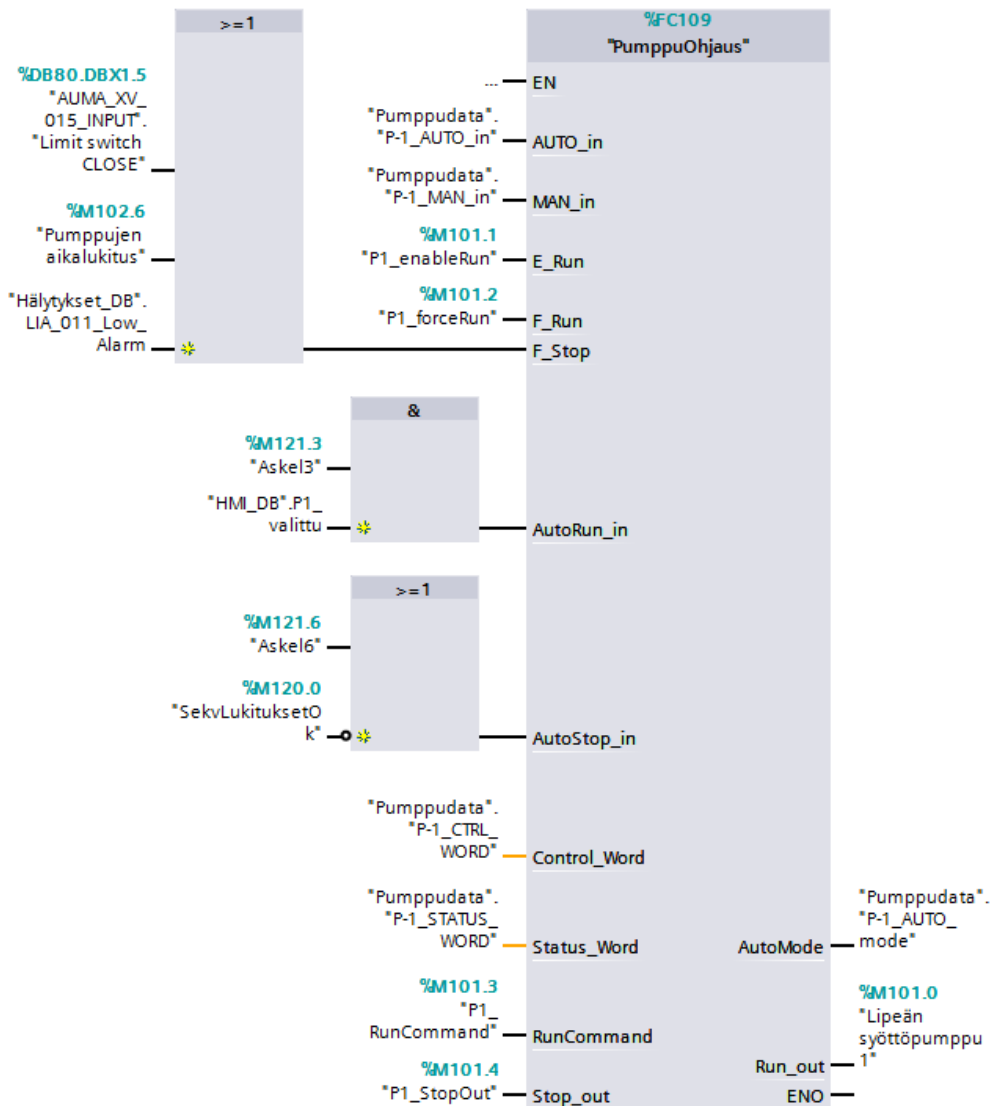 >=1
%DB80.DBX1.5
"AUMA_XV_
015_INPUT".
"Limit switch
CLOSE"
%M102.6
"Pumppujen
aikalukitus"
"Hälytykset_DB".
LIA_011_Low_
Alarm
&
%M121.3
"Askel3"
"HMI_DB".P1_
valittu
>=1
%M121.6
"Askel6"
%M120.0
"SekvLukituksetO
k"
%FC109
"PumppuOhjaus"
... EN
"Pumppudata".
"P-1_AUTO_in" AUTO_in
"Pumppudata".
"P-1_MAN_in" MAN_in
%M101.1
"P1_enableRun" E_Run
%M101.2
"P1_forceRun" F_Run
F_Stop
AutoRun_in
AutoStop_in
"Pumppudata".
"P-1_CTRL_
WORD" Control_Word
"Pumppudata".
"P-1_STATUS_
WORD" Status_Word
%M101.3
"P1_
RunCommand" RunCommand
%M101.4
"P1_StopOut" Stop_out
AutoMode
"Pumppudata".
"P-1_AUTO_
mode"
%M101.0
"Lipeän
syöttöpumppu
1"
Run_out
ENO